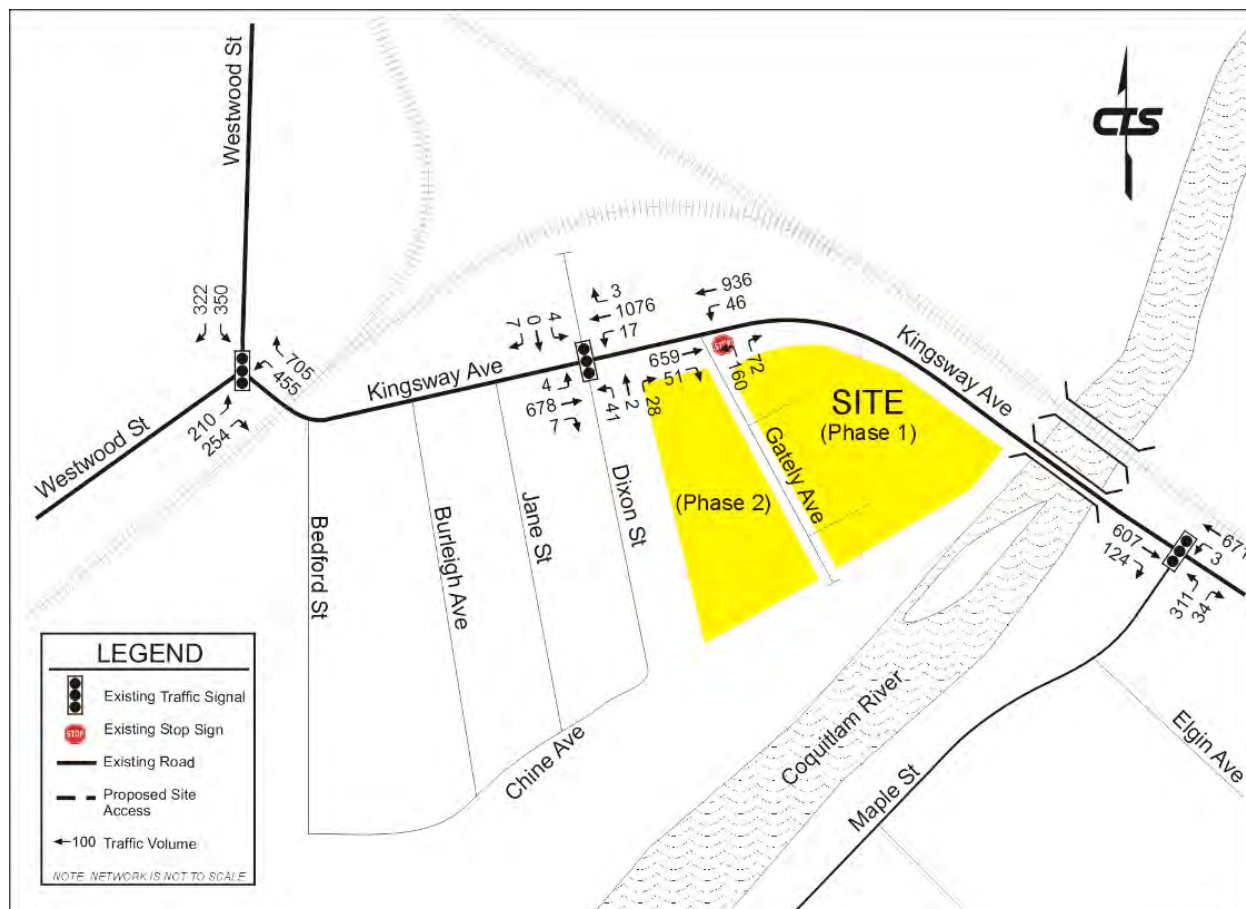 Westwood St
CTS
322
350
705
455
210
254
Westwood St
Kingsway Ave
7
0
4
3
1076
17
4
678
7
41
2
28
936
46
659
51
STOP
160
72
Kingsway Ave
SITE
(Phase 1)
(Phase 2)
Gately Ave
Bedford St
Burleigh Ave
Jane St
Dixon St
Chine Ave
Coquitlam River
Maple St
Elgin Ave
607
124
671
3
311
34
LEGEND
Existing Traffic Signal
STOP
Existing Stop Sign
Existing Road
Proposed Site
Access
100 Traffic Volume
NOTE: NETWORK IS NOT TO SCALE